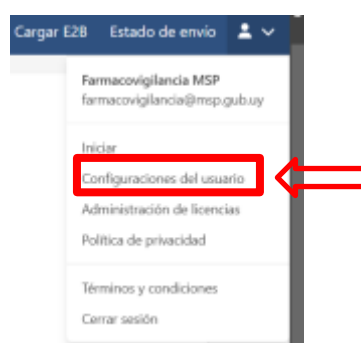 Cargar E2B Estado de envío
Farmacovigilancia MSP
farmacovigilancia@msp.gub.uy
Iniciar
Configuraciones del usuario
Administración de licencias
Política de privacidad
Términos y condiciones
Cerrar sesión